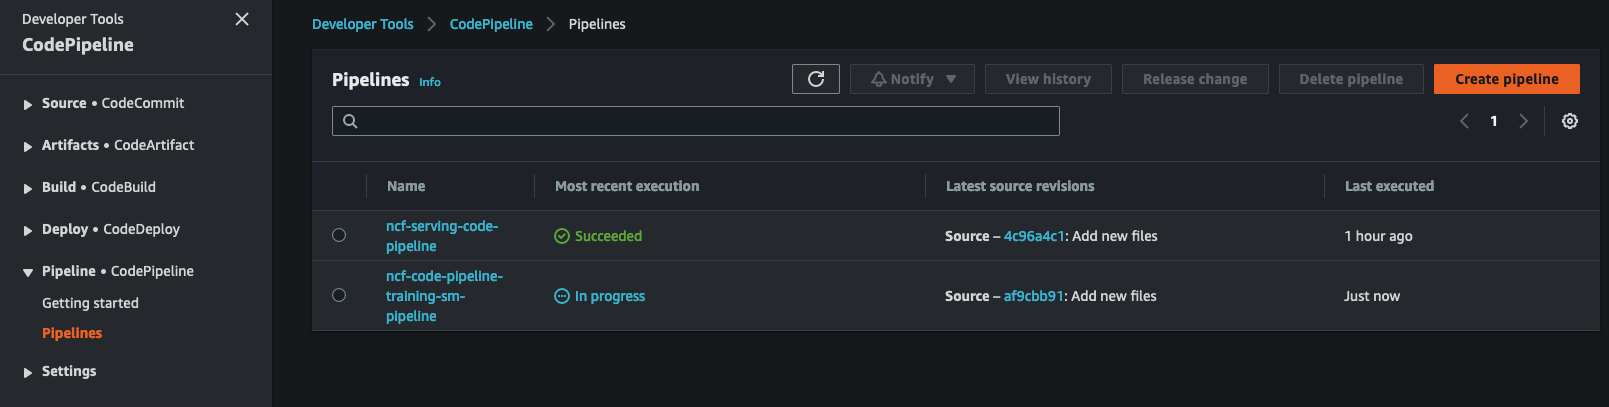 Developer Tools
CodePipeline
Source • CodeCommit
Artifacts • CodeArtifact
Build • CodeBuild
Deploy • CodeDeploy
Pipeline • CodePipeline
Getting started
Pipelines
Settings
Developer Tools > CodePipeline > Pipelines
Pipelines Info
Notify
View history
Release change
Delete pipeline
Create pipeline
1
Name
Most recent execution
Latest source revisions
Last executed
ncf-serving-code-
pipeline
Succeeded
Source – 4c96a4c1: Add new files
1 hour ago
ncf-code-pipeline-
training-sm-
pipeline
In progress
Source – af9cbb91: Add new files
Just now